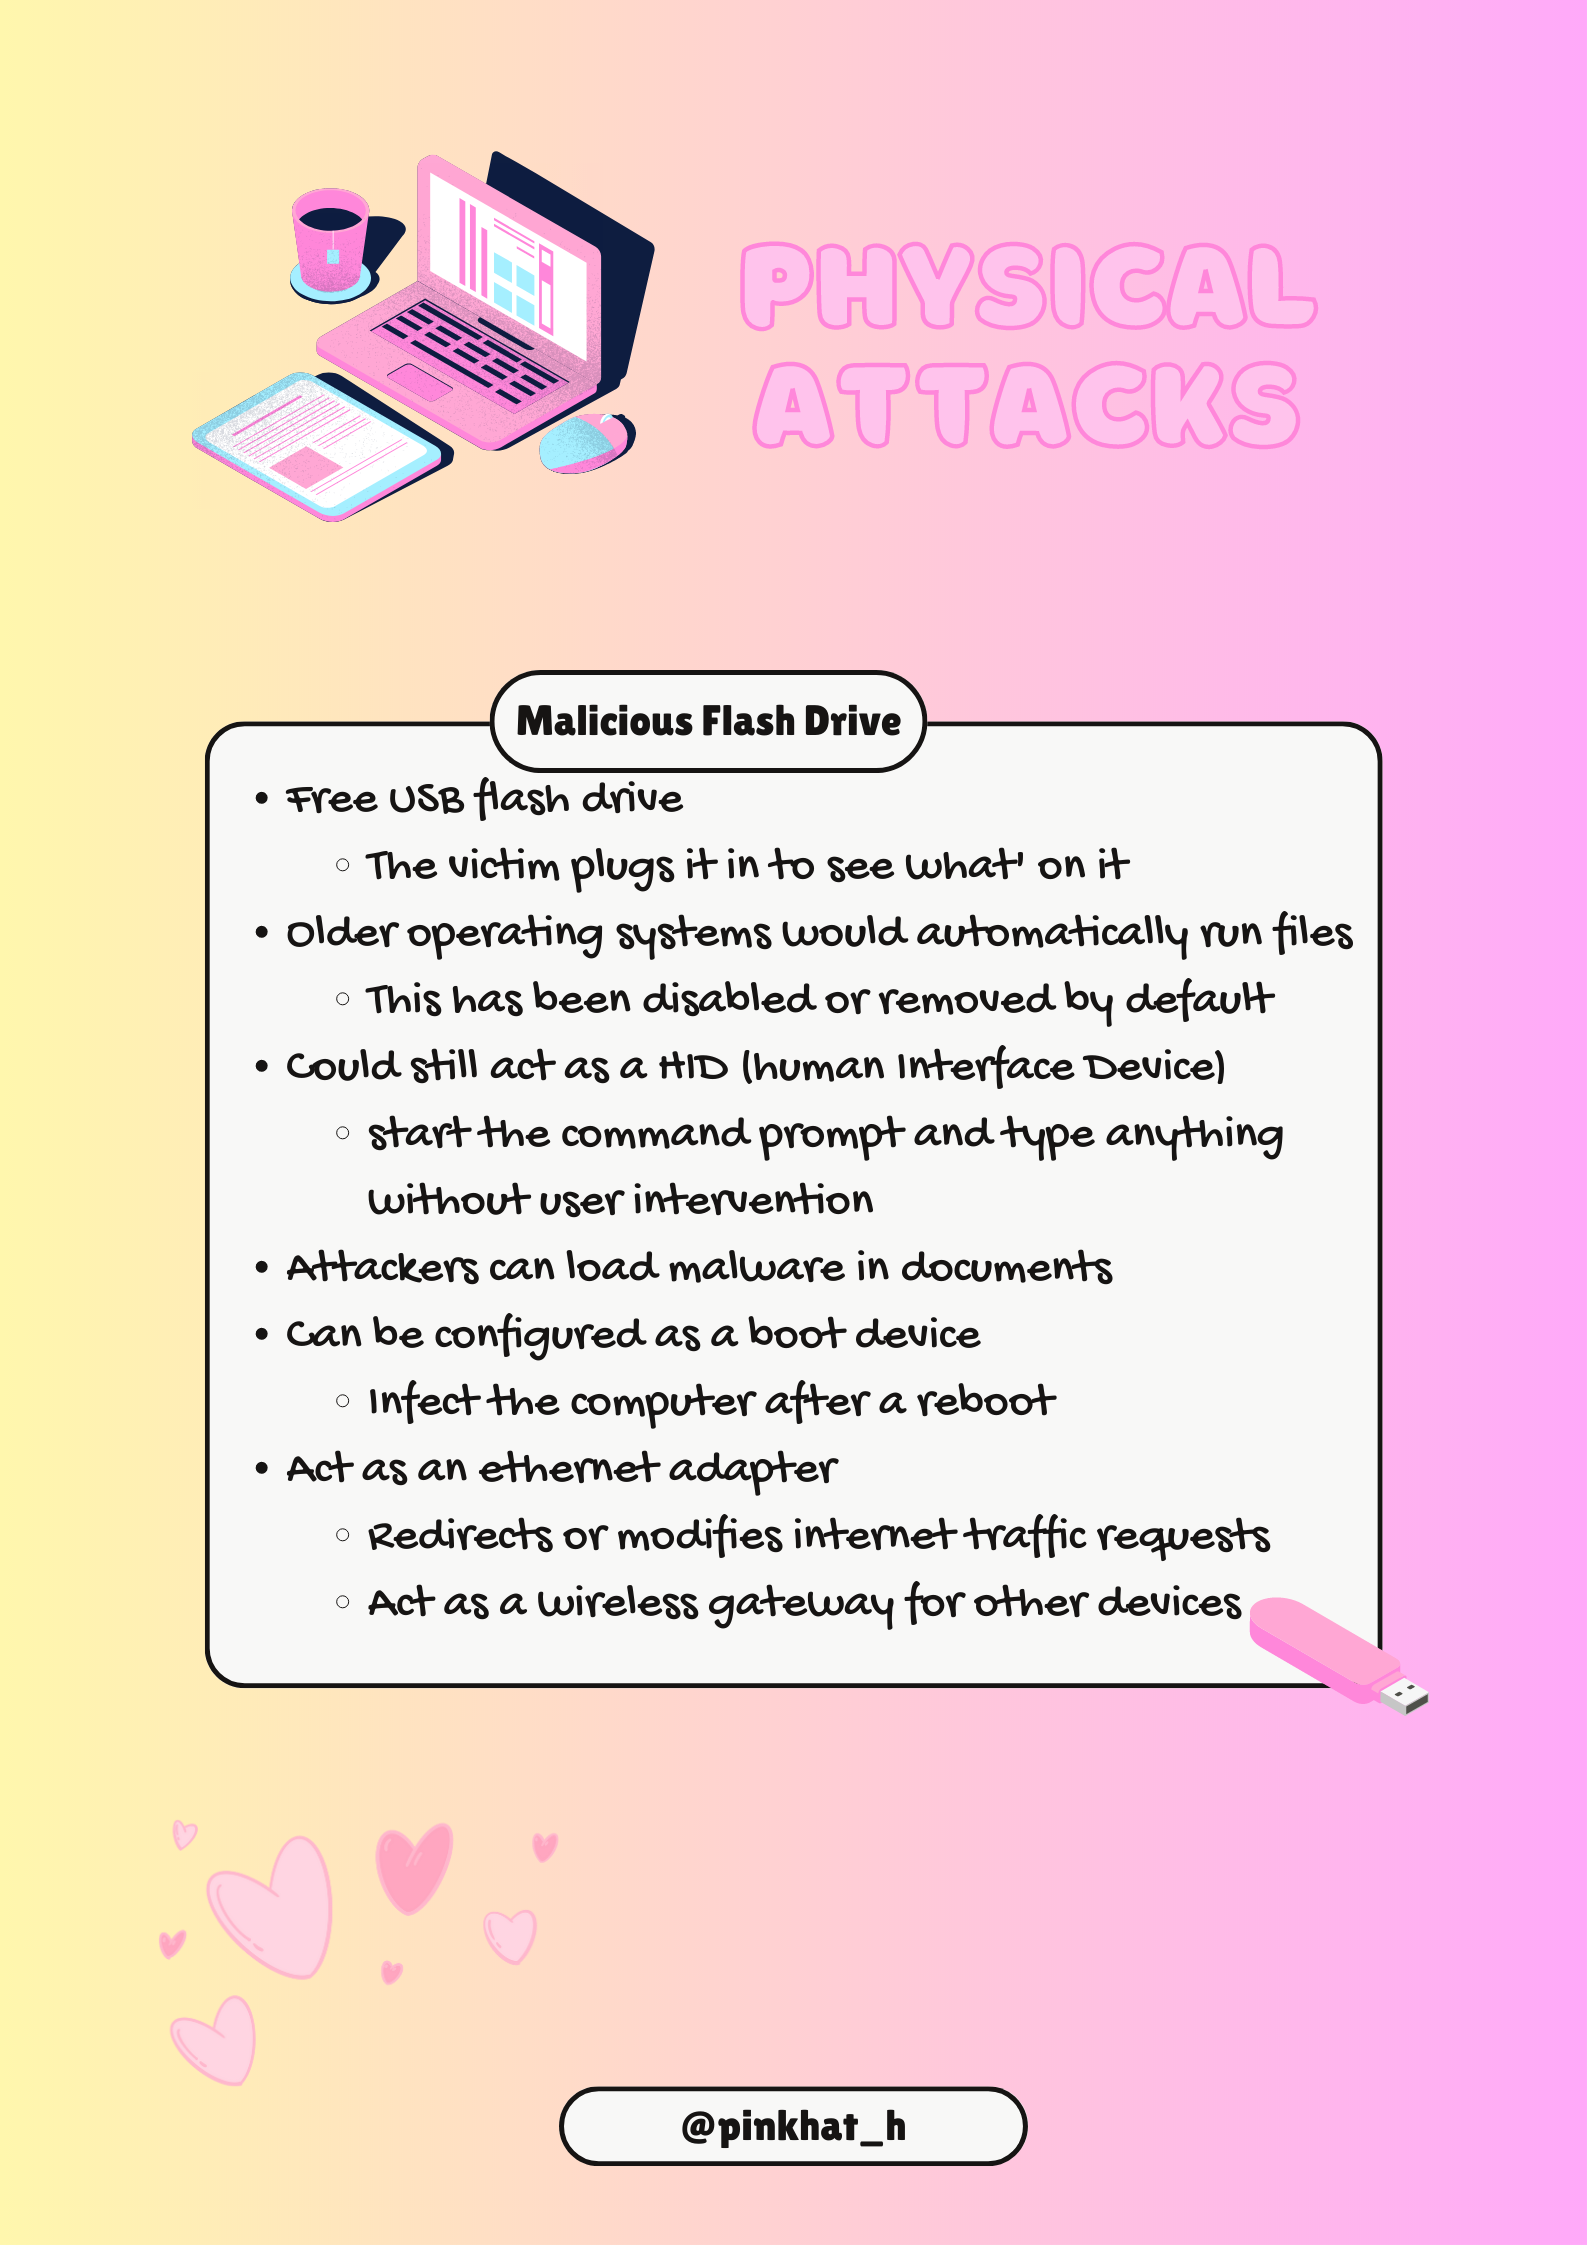 PHYSICAL
ATTACKS
Malicious Flash Drive
• Free USB flash drive
○ The victim plugs it in to see what' on it
• Older operating systems would automatically run files
○ This has been disabled or removed by default
• Could still act as a HID (human Interface Device)
○ start the command prompt and type anything
without user intervention
• Attackers can load malware in documents
• Can be configured as a boot device
○ Infect the computer after a reboot
• Act as an ethernet adapter
○ Redirects or modifies internet traffic requests
○ Act as a wireless gateway for other devices
@pinkhat_h